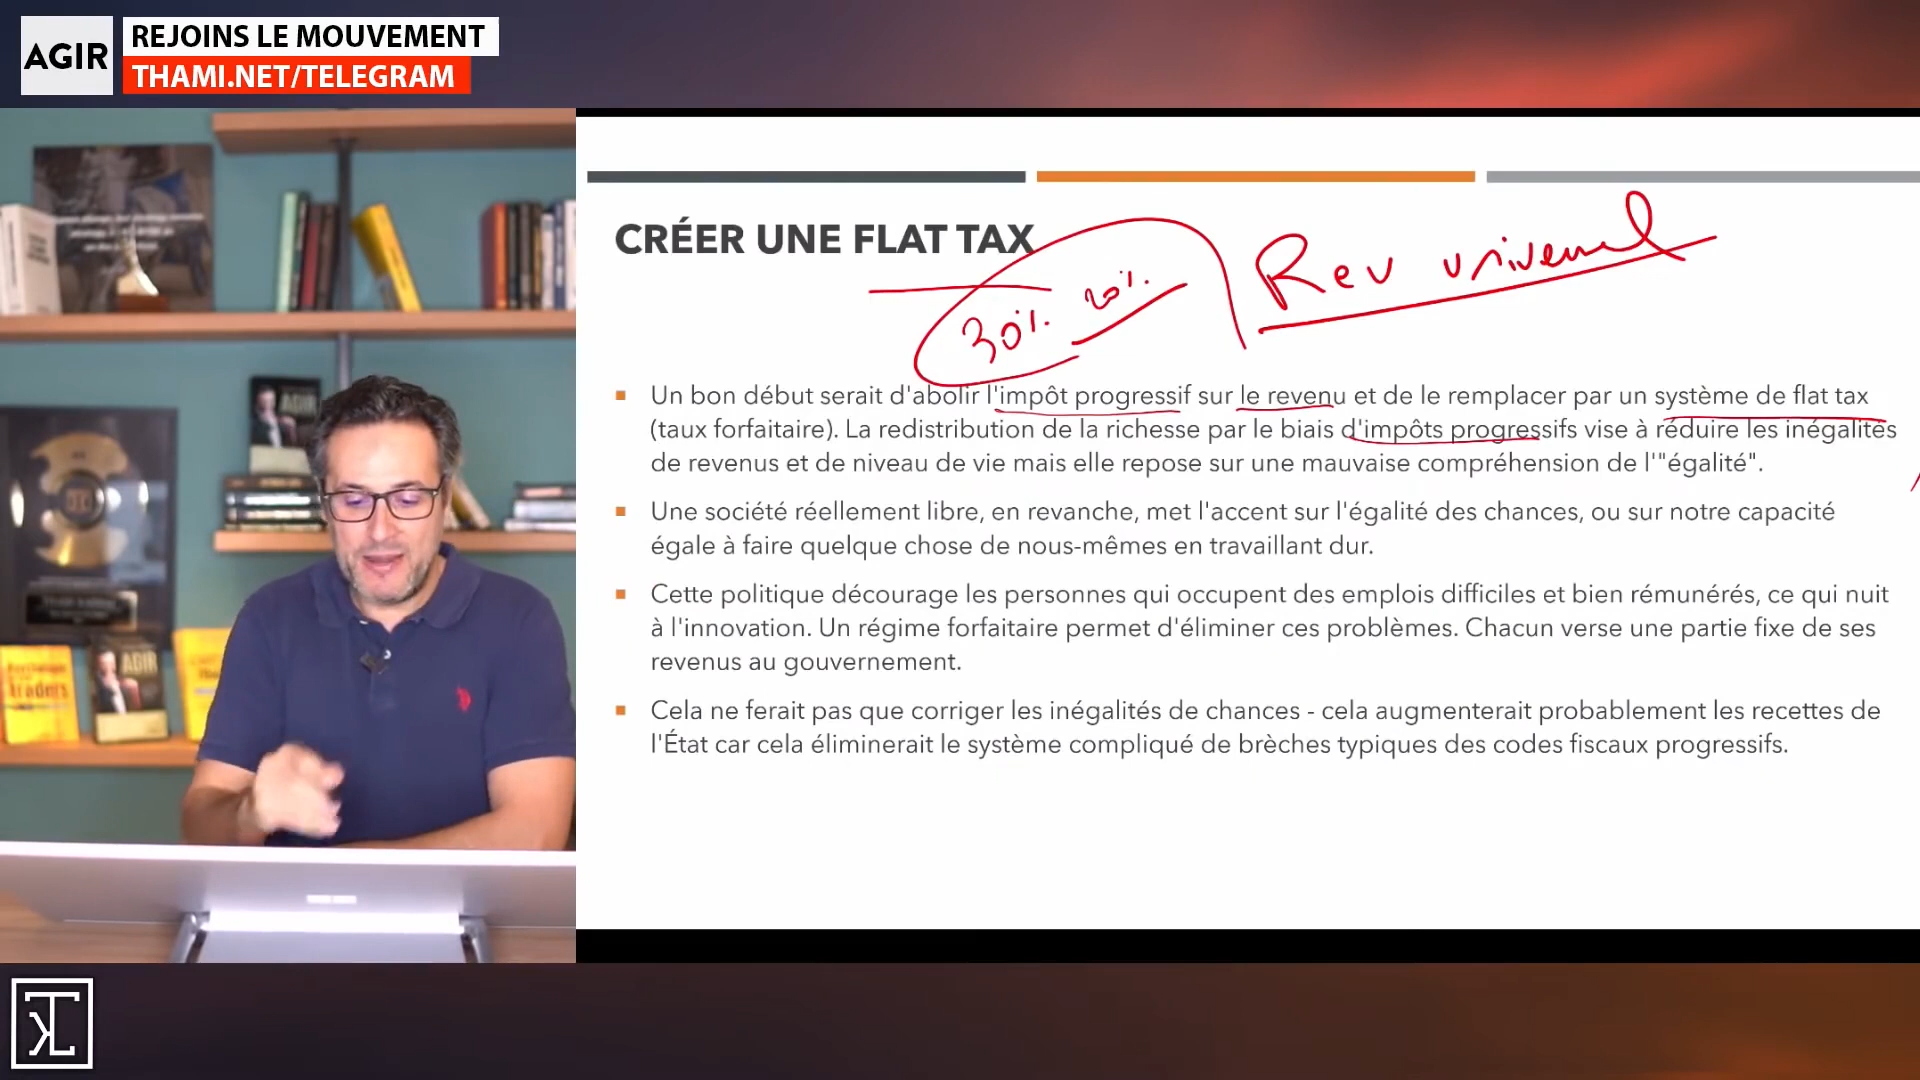 AGIR
REJOINS LE MOUVEMENT
THAMI.NET/TELEGRAM
CRÉER UNE FLAT TAX
30% 20%
Rev universel
Un bon début serait d'abolir l'impôt progressif sur le revenu et de le remplacer par un système de flat tax
(taux forfaitaire). La redistribution de la richesse par le biais d'impôts progressifs vise à réduire les inégalités
de revenus et de niveau de vie mais elle repose sur une mauvaise compréhension de l'"égalité".
Une société réellement libre, en revanche, met l'accent sur l'égalité des chances, ou sur notre capacité
égale à faire quelque chose de nous-mêmes en travaillant dur.
Cette politique décourage les personnes qui occupent des emplois difficiles et bien rémunérés, ce qui nuit
à l'innovation. Un régime forfaitaire permet d'éliminer ces problèmes. Chacun verse une partie fixe de ses
revenus au gouvernement.
Cela ne ferait pas que corriger les inégalités de chances - cela augmenterait probablement les recettes de
l'État car cela éliminerait le système compliqué de brèches typiques des codes fiscaux progressifs.
AGIR
AGIR
traders